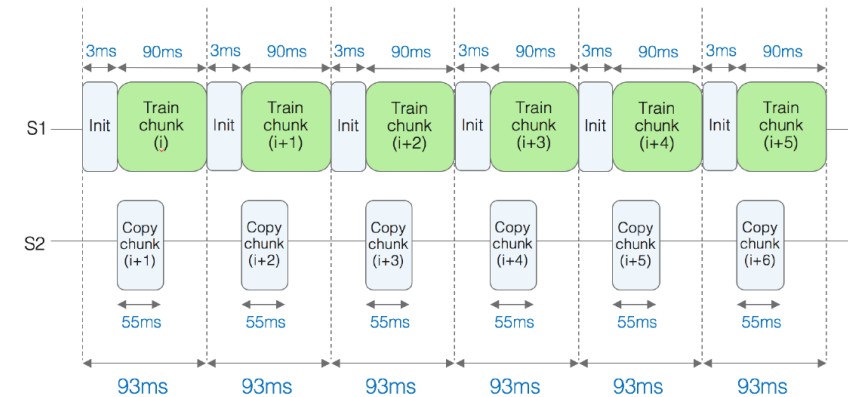 3ms 90ms 3ms 90ms 3ms 90ms 3ms 90ms 3ms 90ms 3ms 90ms
S1
Init
Train
chunk
(i)
Init
Train
chunk
(i+1)
Init
Train
chunk
(i+2)
Init
Train
chunk
(i+3)
Init
Train
chunk
(i+4)
Init
Train
chunk
(i+5)
S2
Copy
chunk
(i+1)
Copy
chunk
(i+2)
Copy
chunk
(i+3)
Copy
chunk
(i+4)
Copy
chunk
(i+5)
Copy
chunk
(i+6)
55ms 55ms 55ms 55ms 55ms 55ms
93ms 93ms 93ms 93ms 93ms 93ms